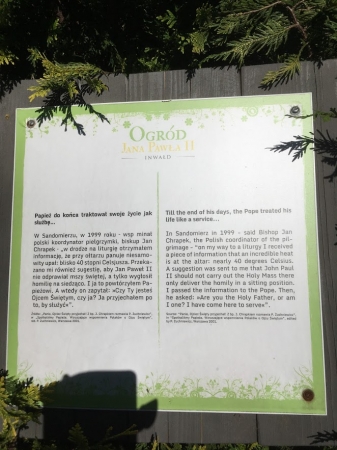 OGRÓD
JANA PAWŁA II
INWAŁD
Papież do końca traktował swoje życie jak
służbę...
W Sandomierzu, w 1999 roku - wsp minał
polski koordynator pielgrzymki, biskup Jan
Chrapek - „w drodze na liturgię otrzymałem
informację, że przy ołtarzu panuje niesamo-
wity upał: blisko 40 stopni Celsjusza. Przeka-
zano mi również sugestię, aby Jan Paweł II
nie odprawiał mszy świętej, a tylko wygłosił
homilię na siedząco. I ja to powtórzyłem Pa-
pieżowi. A wtedy on zapytał: «Czy Ty jesteś
Ojcem Świętym, czy ja? Ja przyjechałem po
to, by służyć»".
Till the end of his days, the Pope treated his
life like a service...
In Sandomierz in 1999 - said Bishop Jan
Chrapek, the Polish coordinator of the pil-
grimage - "on my way to a liturgy I received
a piece of information that an incredible heat
is at the altar: nearly 40 degrees Celsius.
A suggestion was sent to me that John Paul
II should not carry out the Holy Mass there
only deliver the homily in a sitting position.
I passed the information to the Pope. Then,
he asked: «Are you the Holy Father, or am
I one? I have come here to serve»".